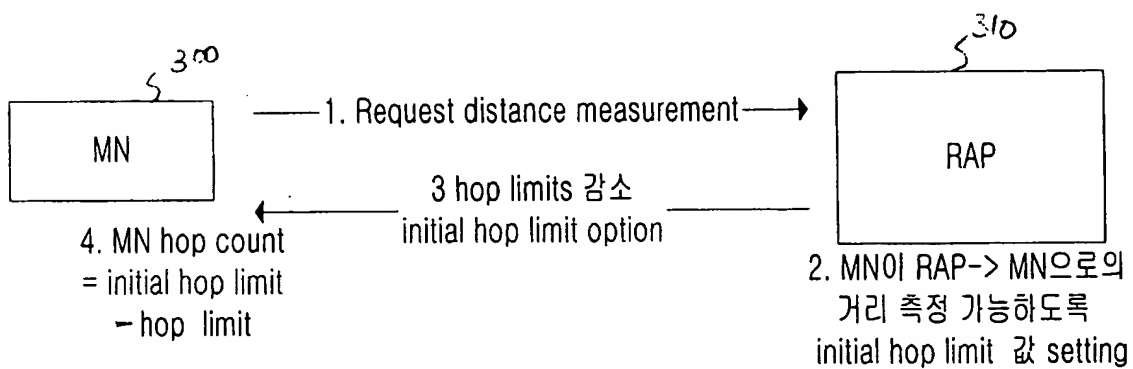 300
310
MN
1. Request distance measurement
RAP
3 hop limits 감소
initial hop limit option
4. MN hop count
= initial hop limit
- hop limit
2. MN이 RAP-> MN으로의
거리 측정 가능하도록
initial hop limit 값 setting